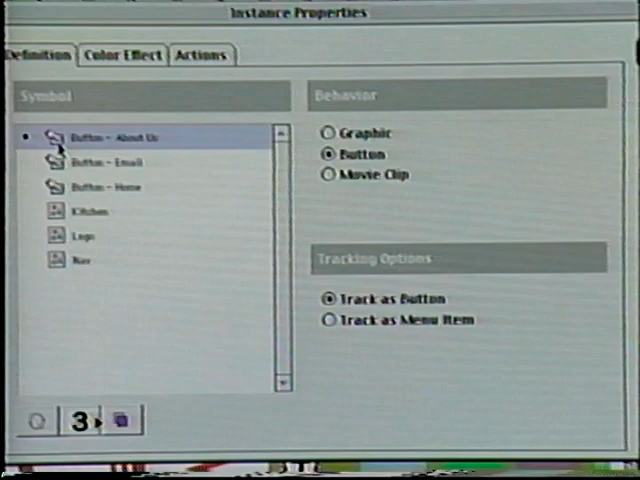 Instance Properties
Definition
Color Effect
Actions
Symbol
Behavior
Button - About Us
Button - Email
Button - Home
Kitchen
Logo
Nav
Graphic
Button
Movie Clip
Tracking Options
Track as Button
Track as Menu Item
3